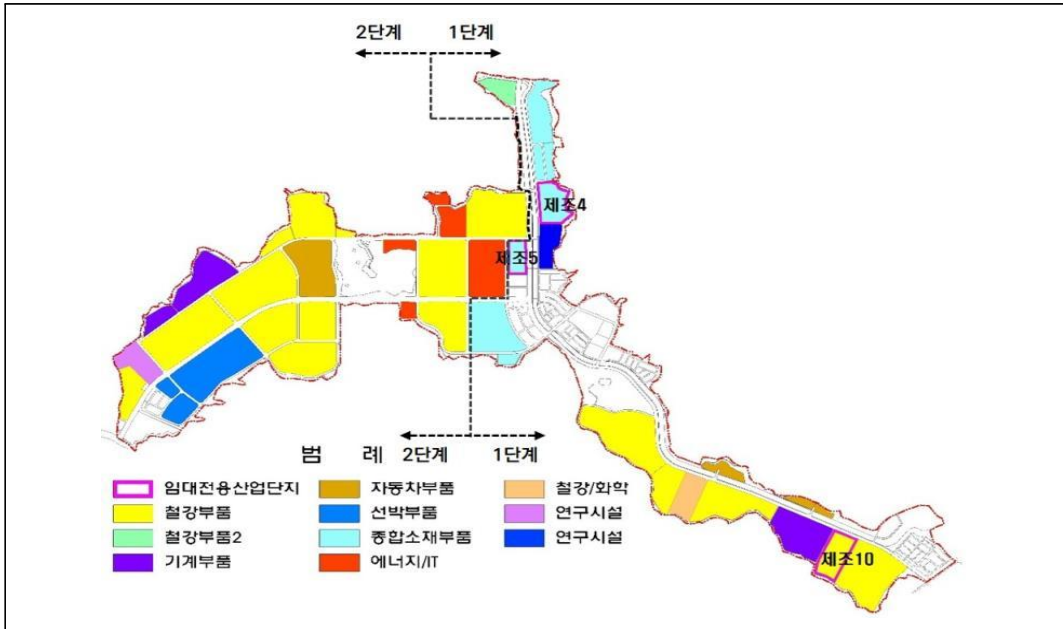 2단계 1단계
제조4
제조5
2단계 1단계
제조10
범 례
임대전용산업단지
철강부품
철강부품2
기계부품
자동차부품
선박부품
종합소재부품
에너지/IT
철강/화학
연구시설
연구시설